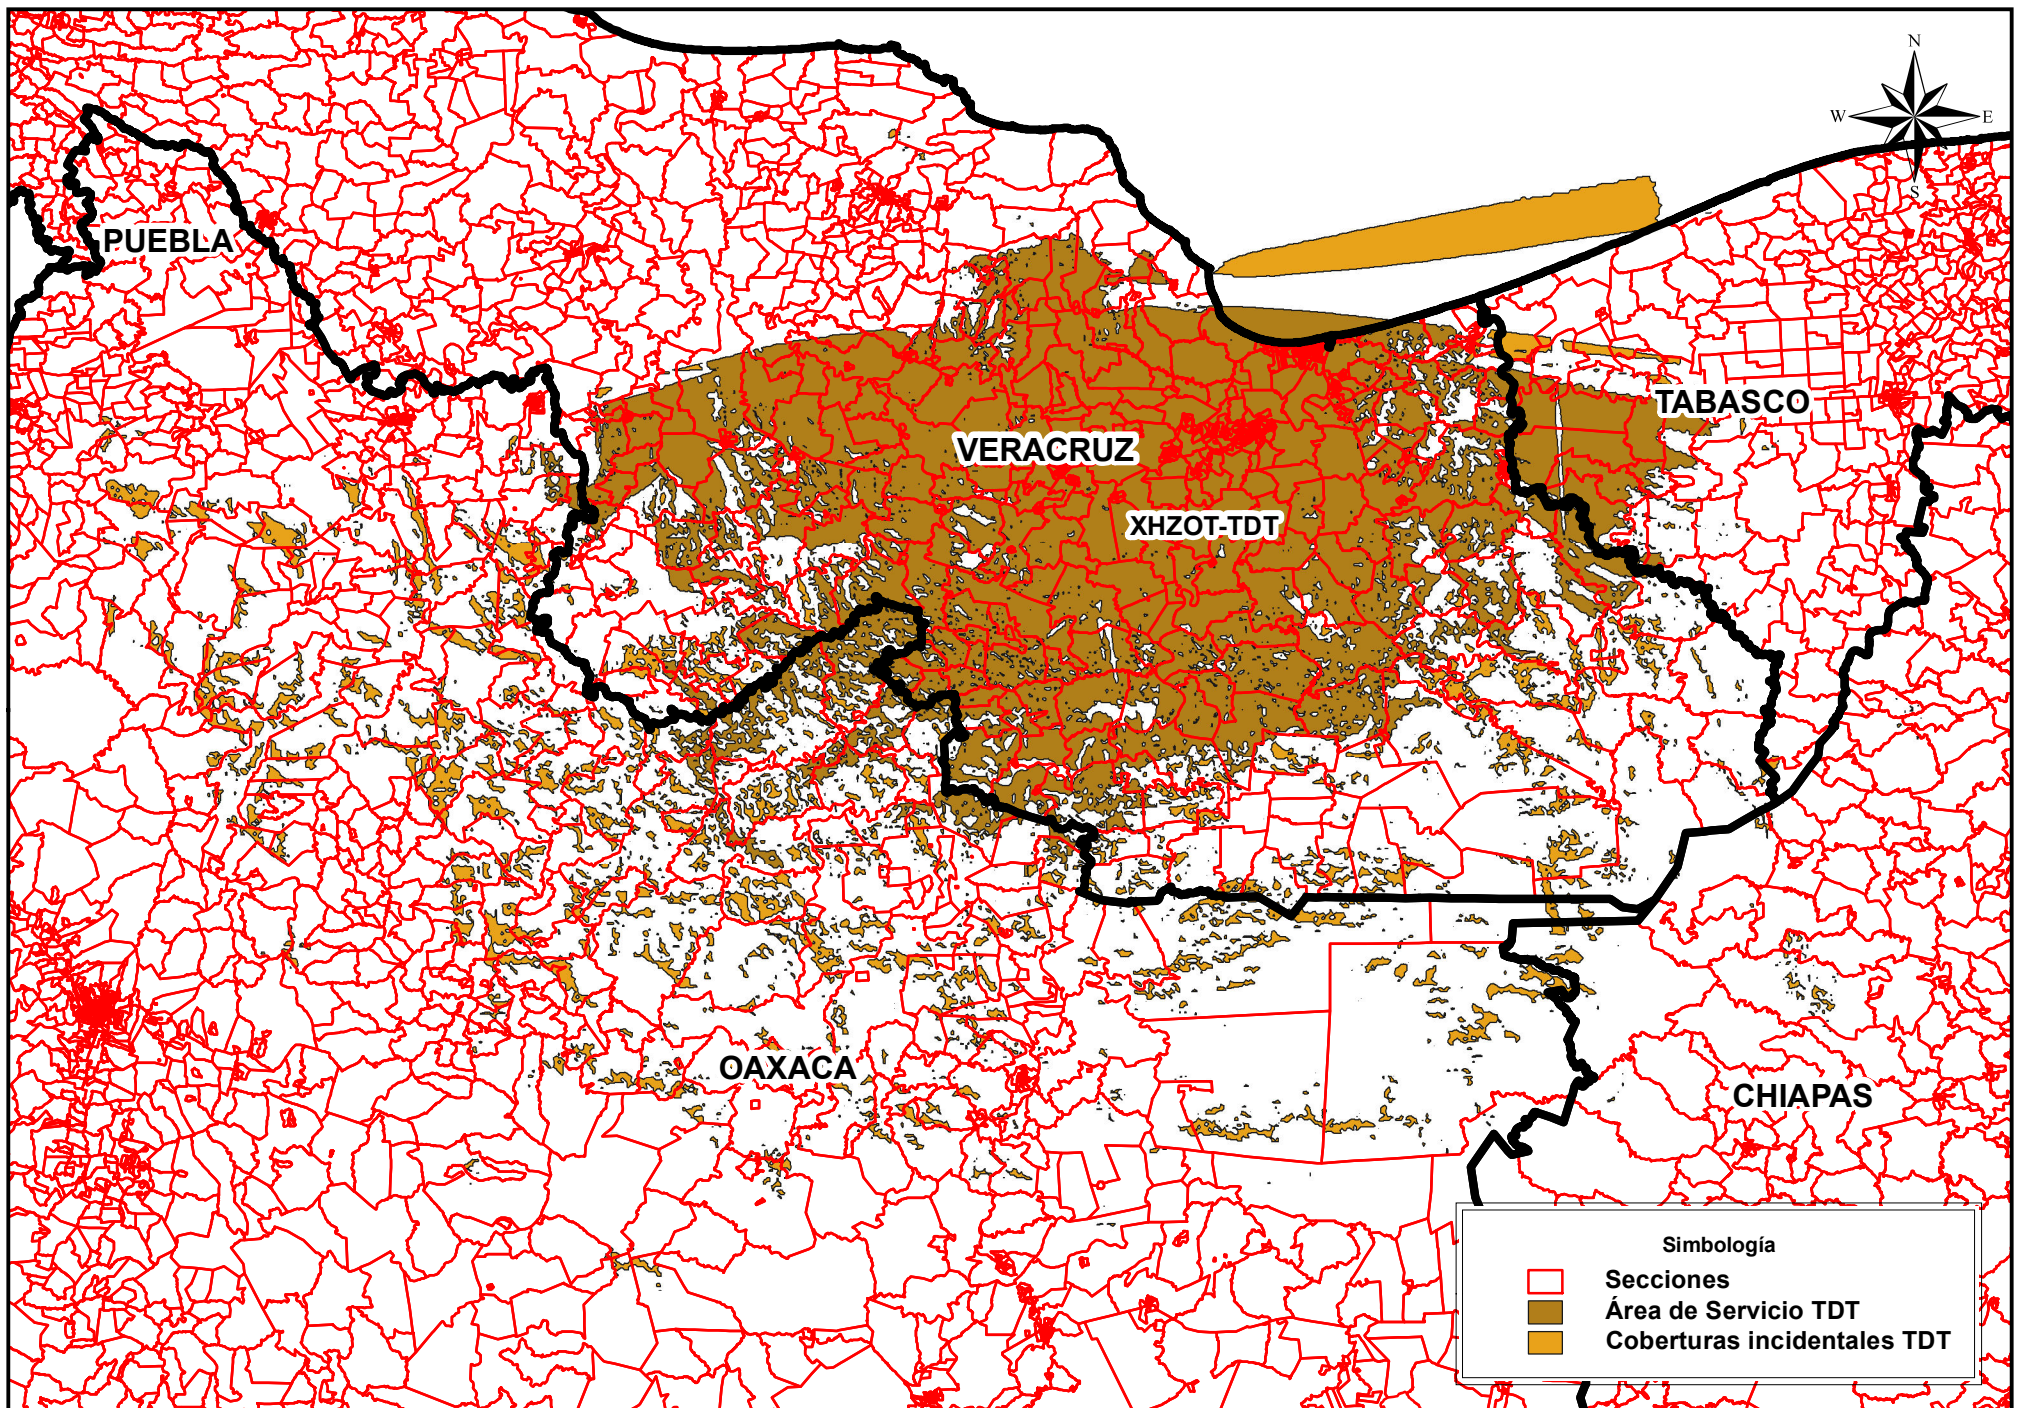 N
W
E
S
PUEBLA
TABASCO
VERACRUZ
XHZOT-TDT
OAXACA
CHIAPAS
Simbología
Secciones
Área de Servicio TDT
Coberturas incidentales TDT